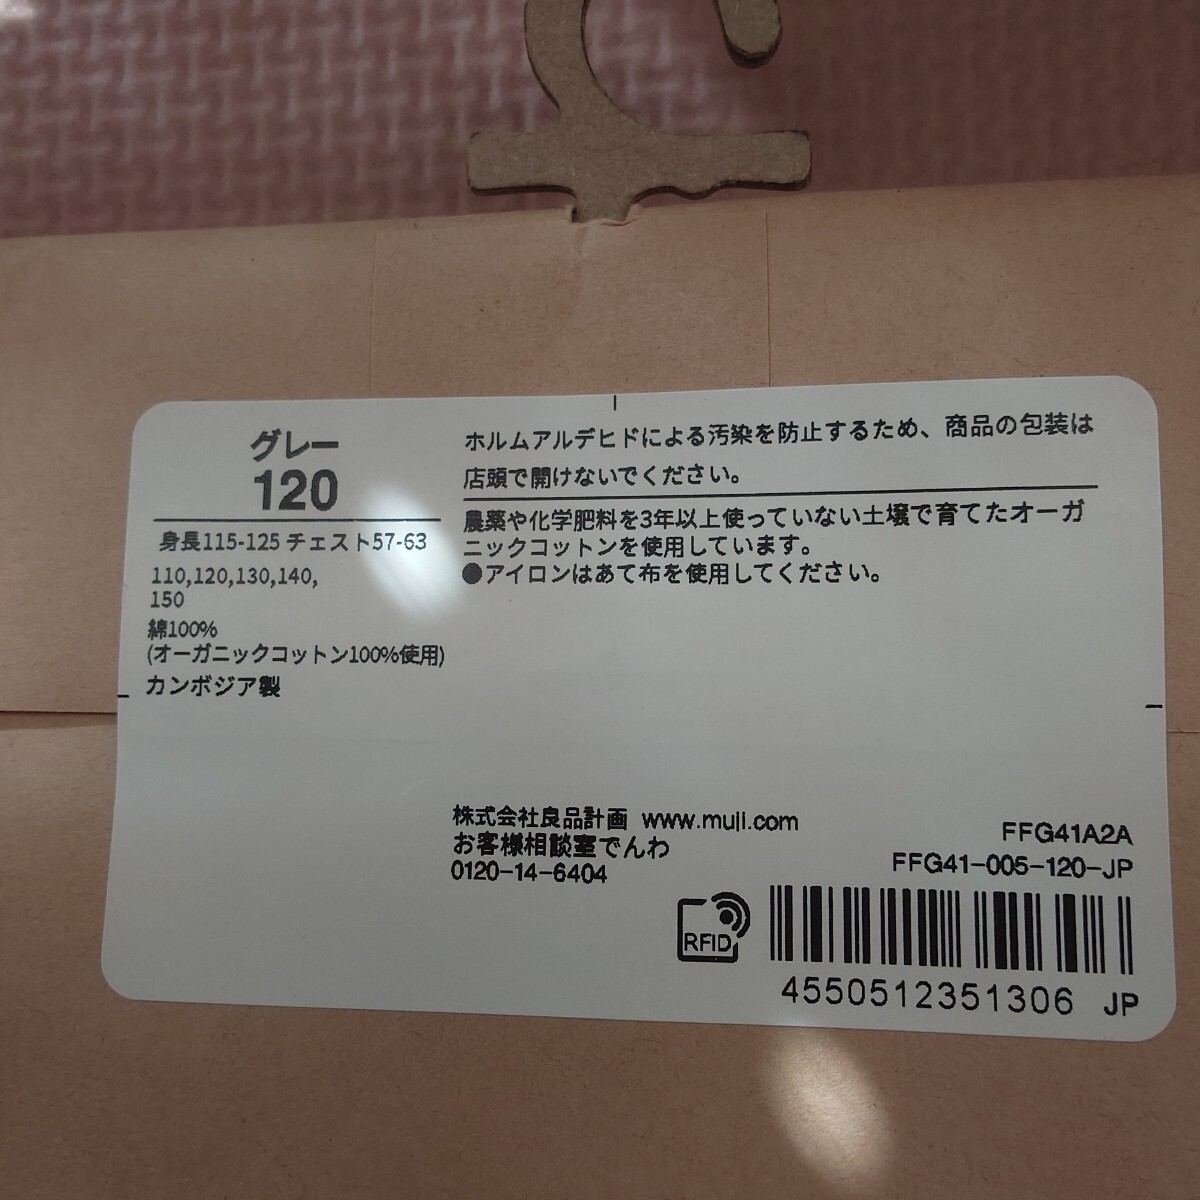 グレー
120
身長115-125 チェスト57-63
110,120,130,140,
150
綿100%
(オーガニックコットン100%使用)
カンボジア製
ホルムアルデヒドによる汚染を防止するため、商品の包装は
店頭で開けないでください。
農薬や化学肥料を3年以上使っていない土壌で育てたオーガ
ニックコットンを使用しています。
●アイロンはあて布を使用してください。
株式会社良品計画 www.muji.com
お客様相談室でんわ
0120-14-6404
FFG41A2A
FFG41-005-120-JP
RFID
4550512351306 JP